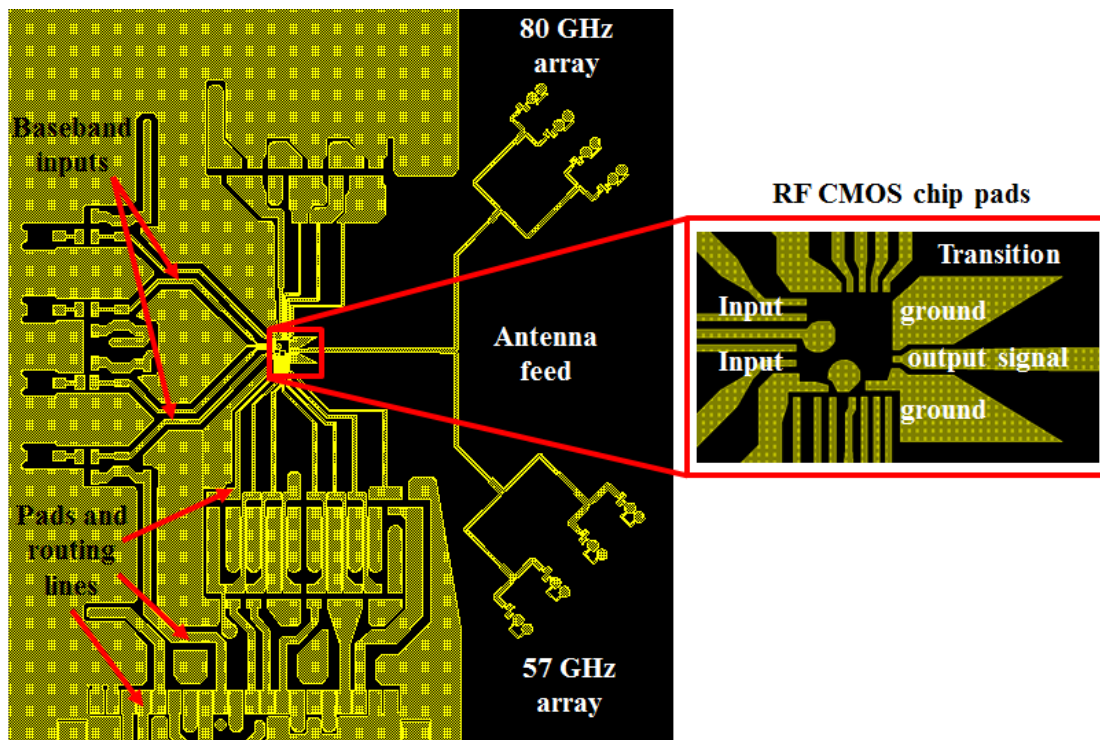 80 GHz
array
Baseband
inputs
RF CMOS chip pads
Transition
Input
ground
Antenna
feed
Input
output signal
ground
Pads and
routing
lines
57 GHz
array